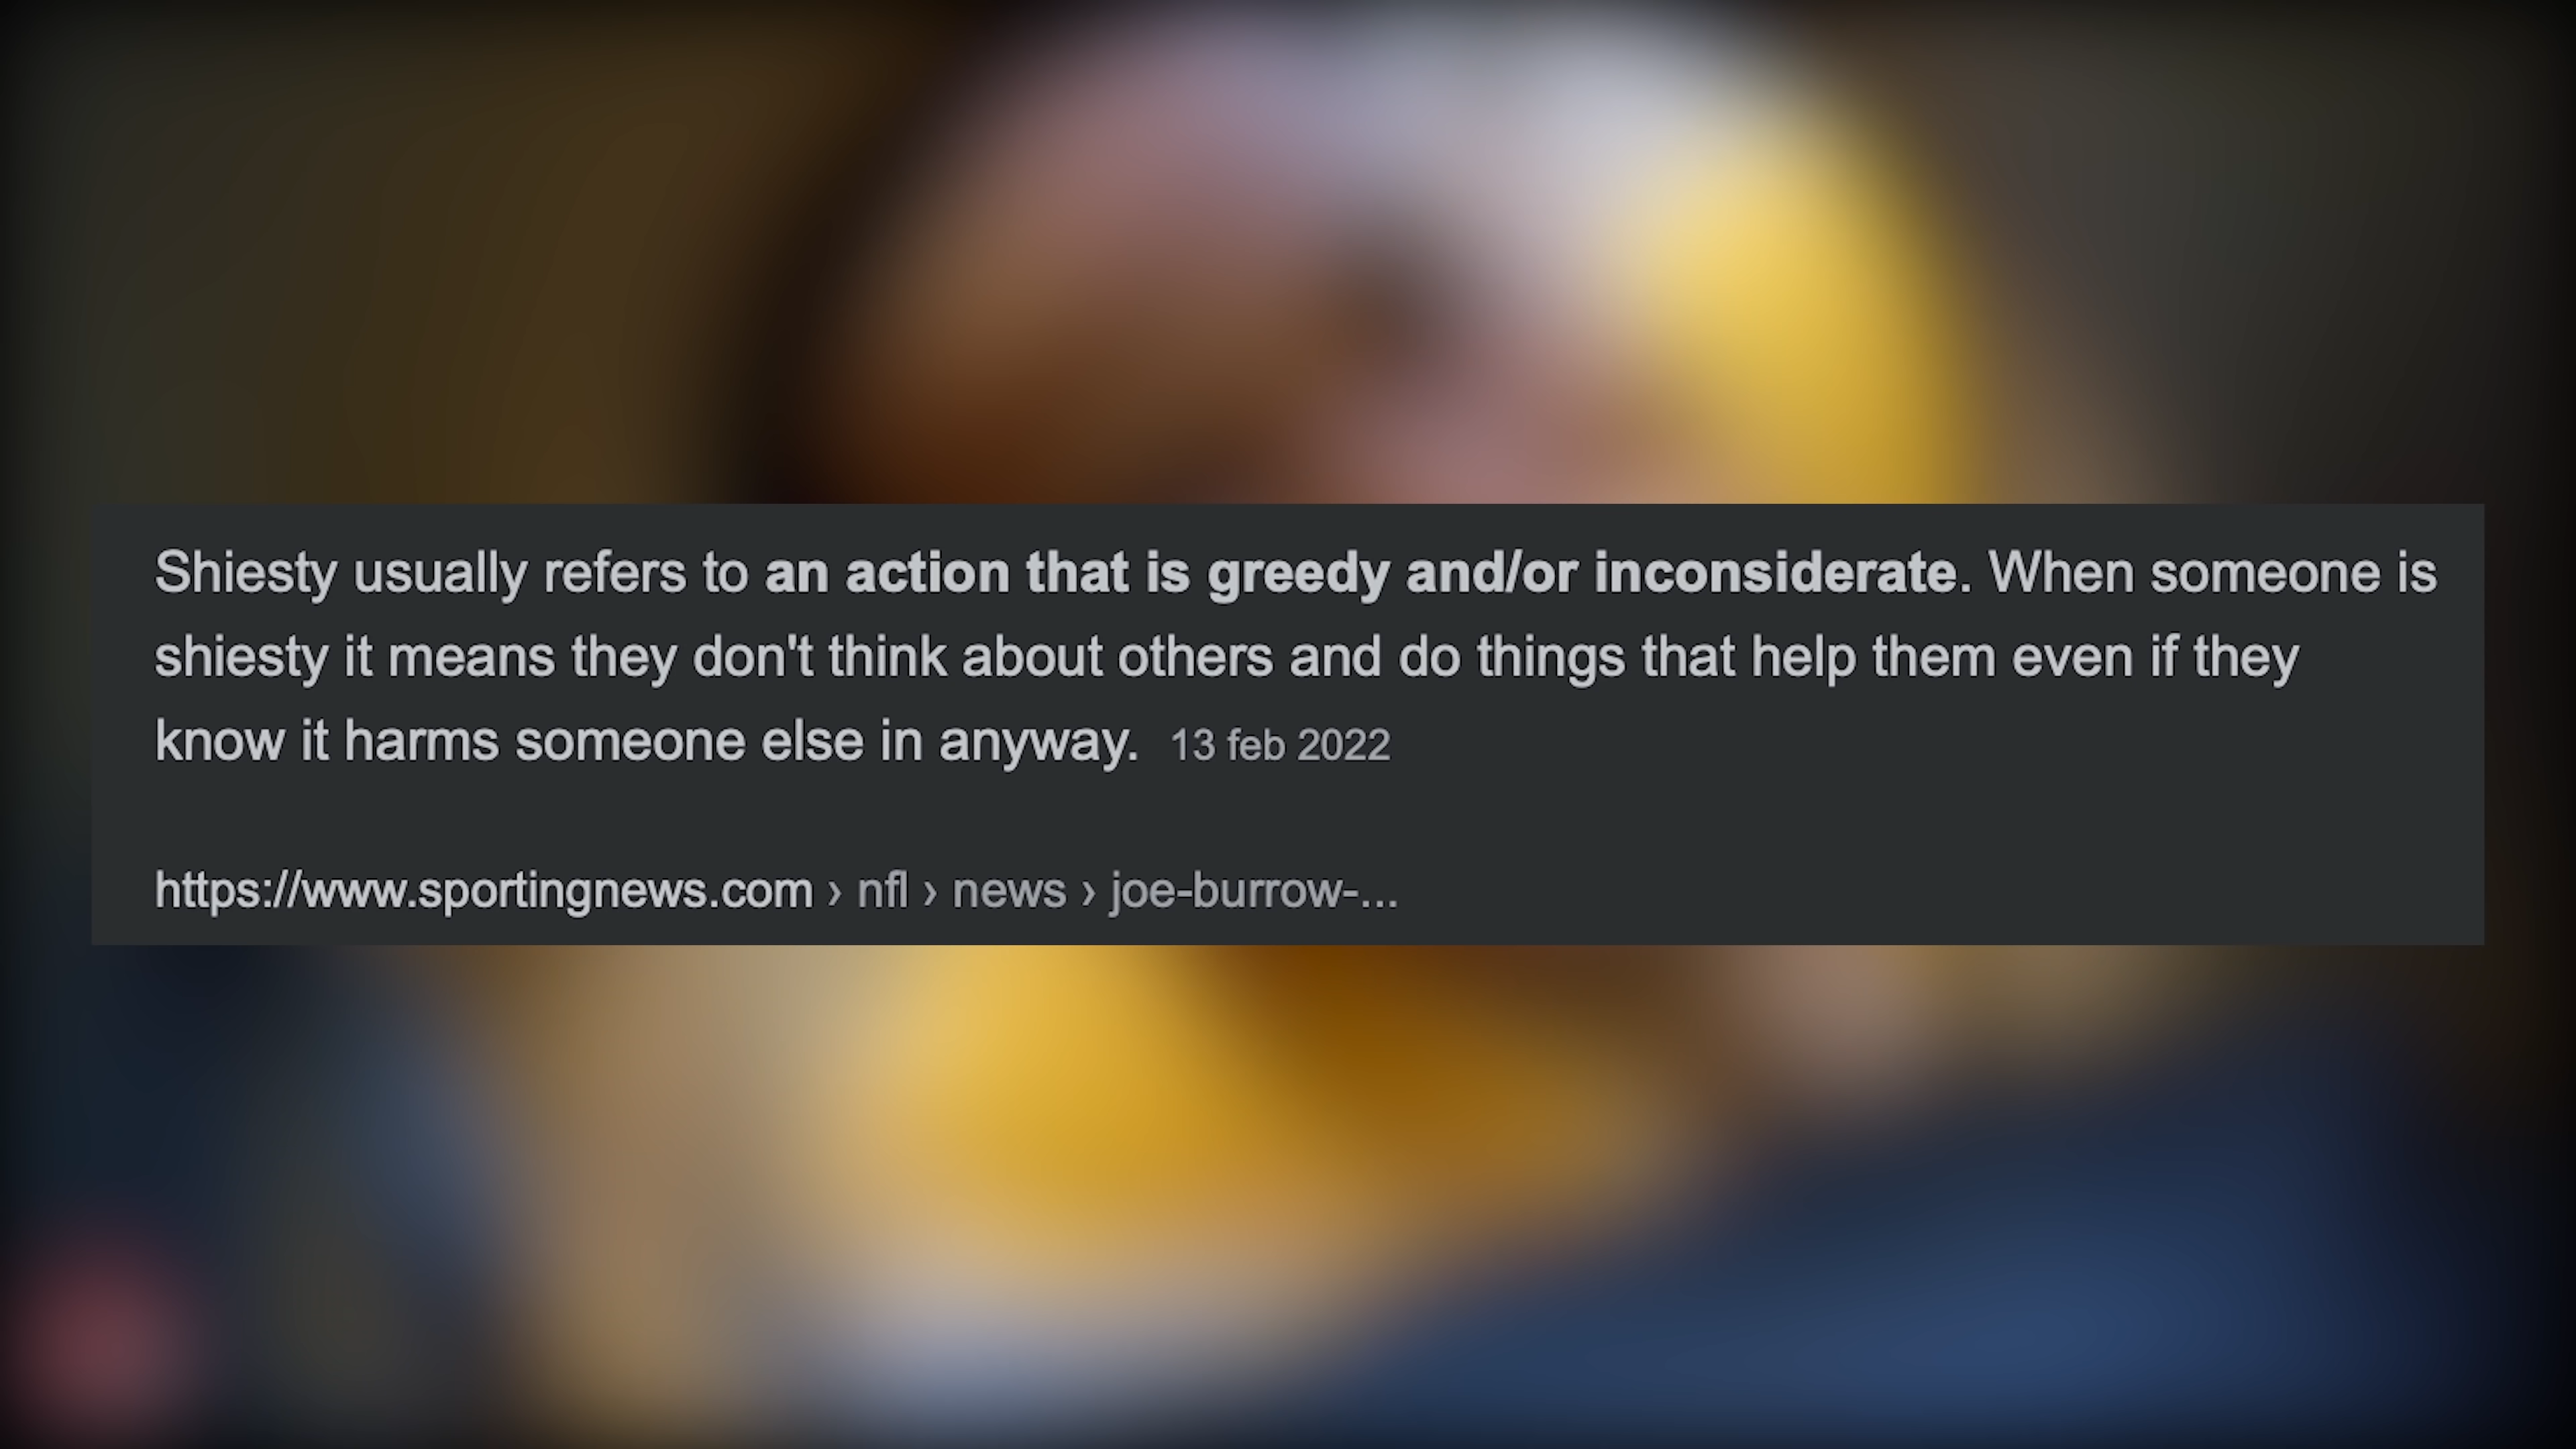 Shiesty usually refers to an action that is greedy and/or inconsiderate. When someone is
shiesty it means they don't think about others and do things that help them even if they
know it harms someone else in anyway. 13 feb 2022
https://www.sportingnews.com › nfl › news › joe-burrow-...